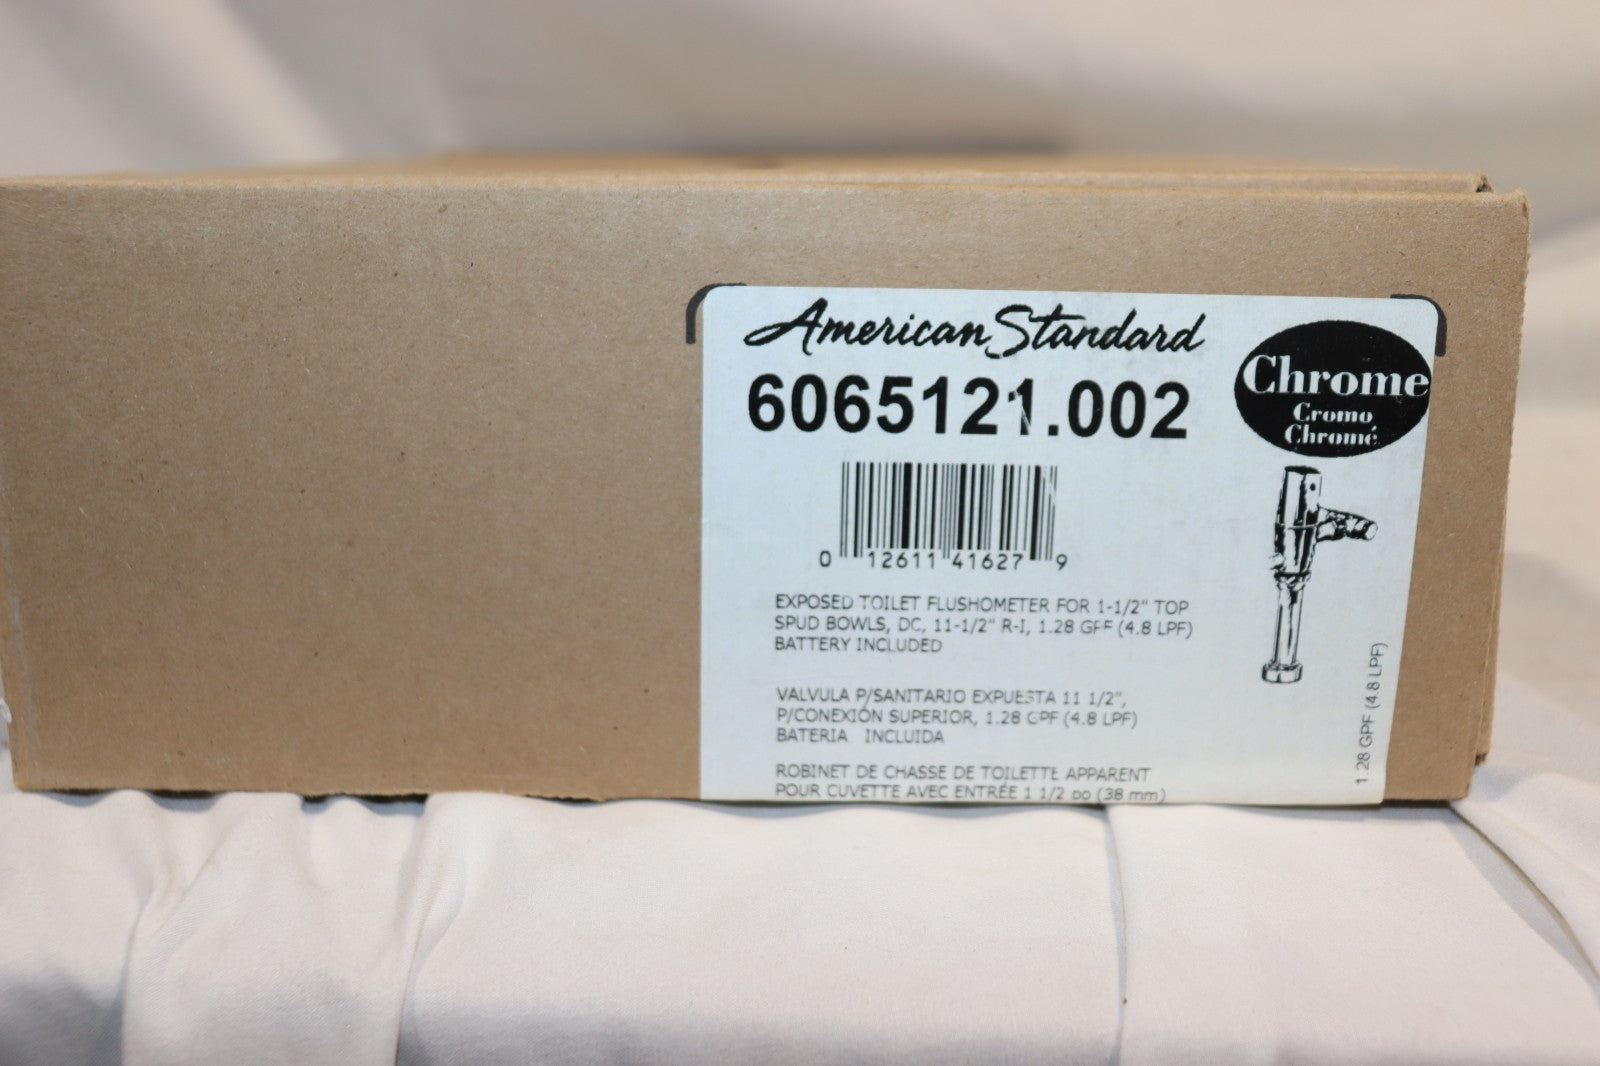 American Standard
6065121.002
Chrome
Cromo
Chromé
0 12611 41627 9
EXPOSED TOILET FLUSHOMETER FOR 1-1/2" TOP
SPUD BOWLS, DC, 11-1/2" R-I, 1.28 GPF (4.8 LPF)
BATTERY INCLUDED
VALVULA P/SANITARIO EXPUESTA 11 1/2",
P/CONEXIÓN SUPERIOR, 1.28 GPF (4.8 LPF)
BATERIA INCLUIDA
ROBINET DE CHASSE DE TOILETTE APPARENT
POUR CUVETTE AVEC ENTRÉE 1 1/2 po (38 mm)
1.28 GPF (4.8 LPF)